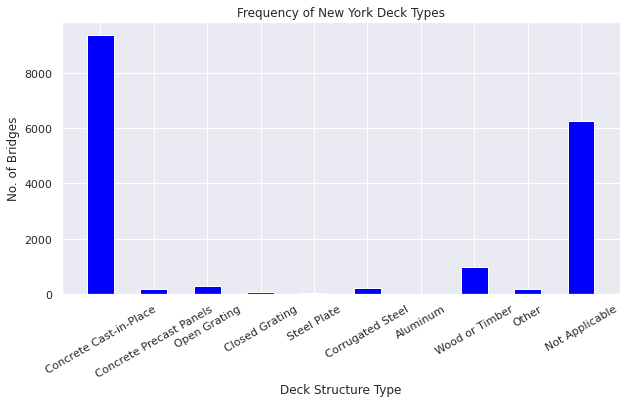 Frequency of New York Deck Types
No. of Bridges
8000
6000
4000
2000
0
Concrete Cast-in-Place
Concrete Precast Panels
Open Grating
Closed Grating
Steel Plate
Corrugated Steel
Aluminum
Wood or Timber
Other
Not Applicable
Deck Structure Type